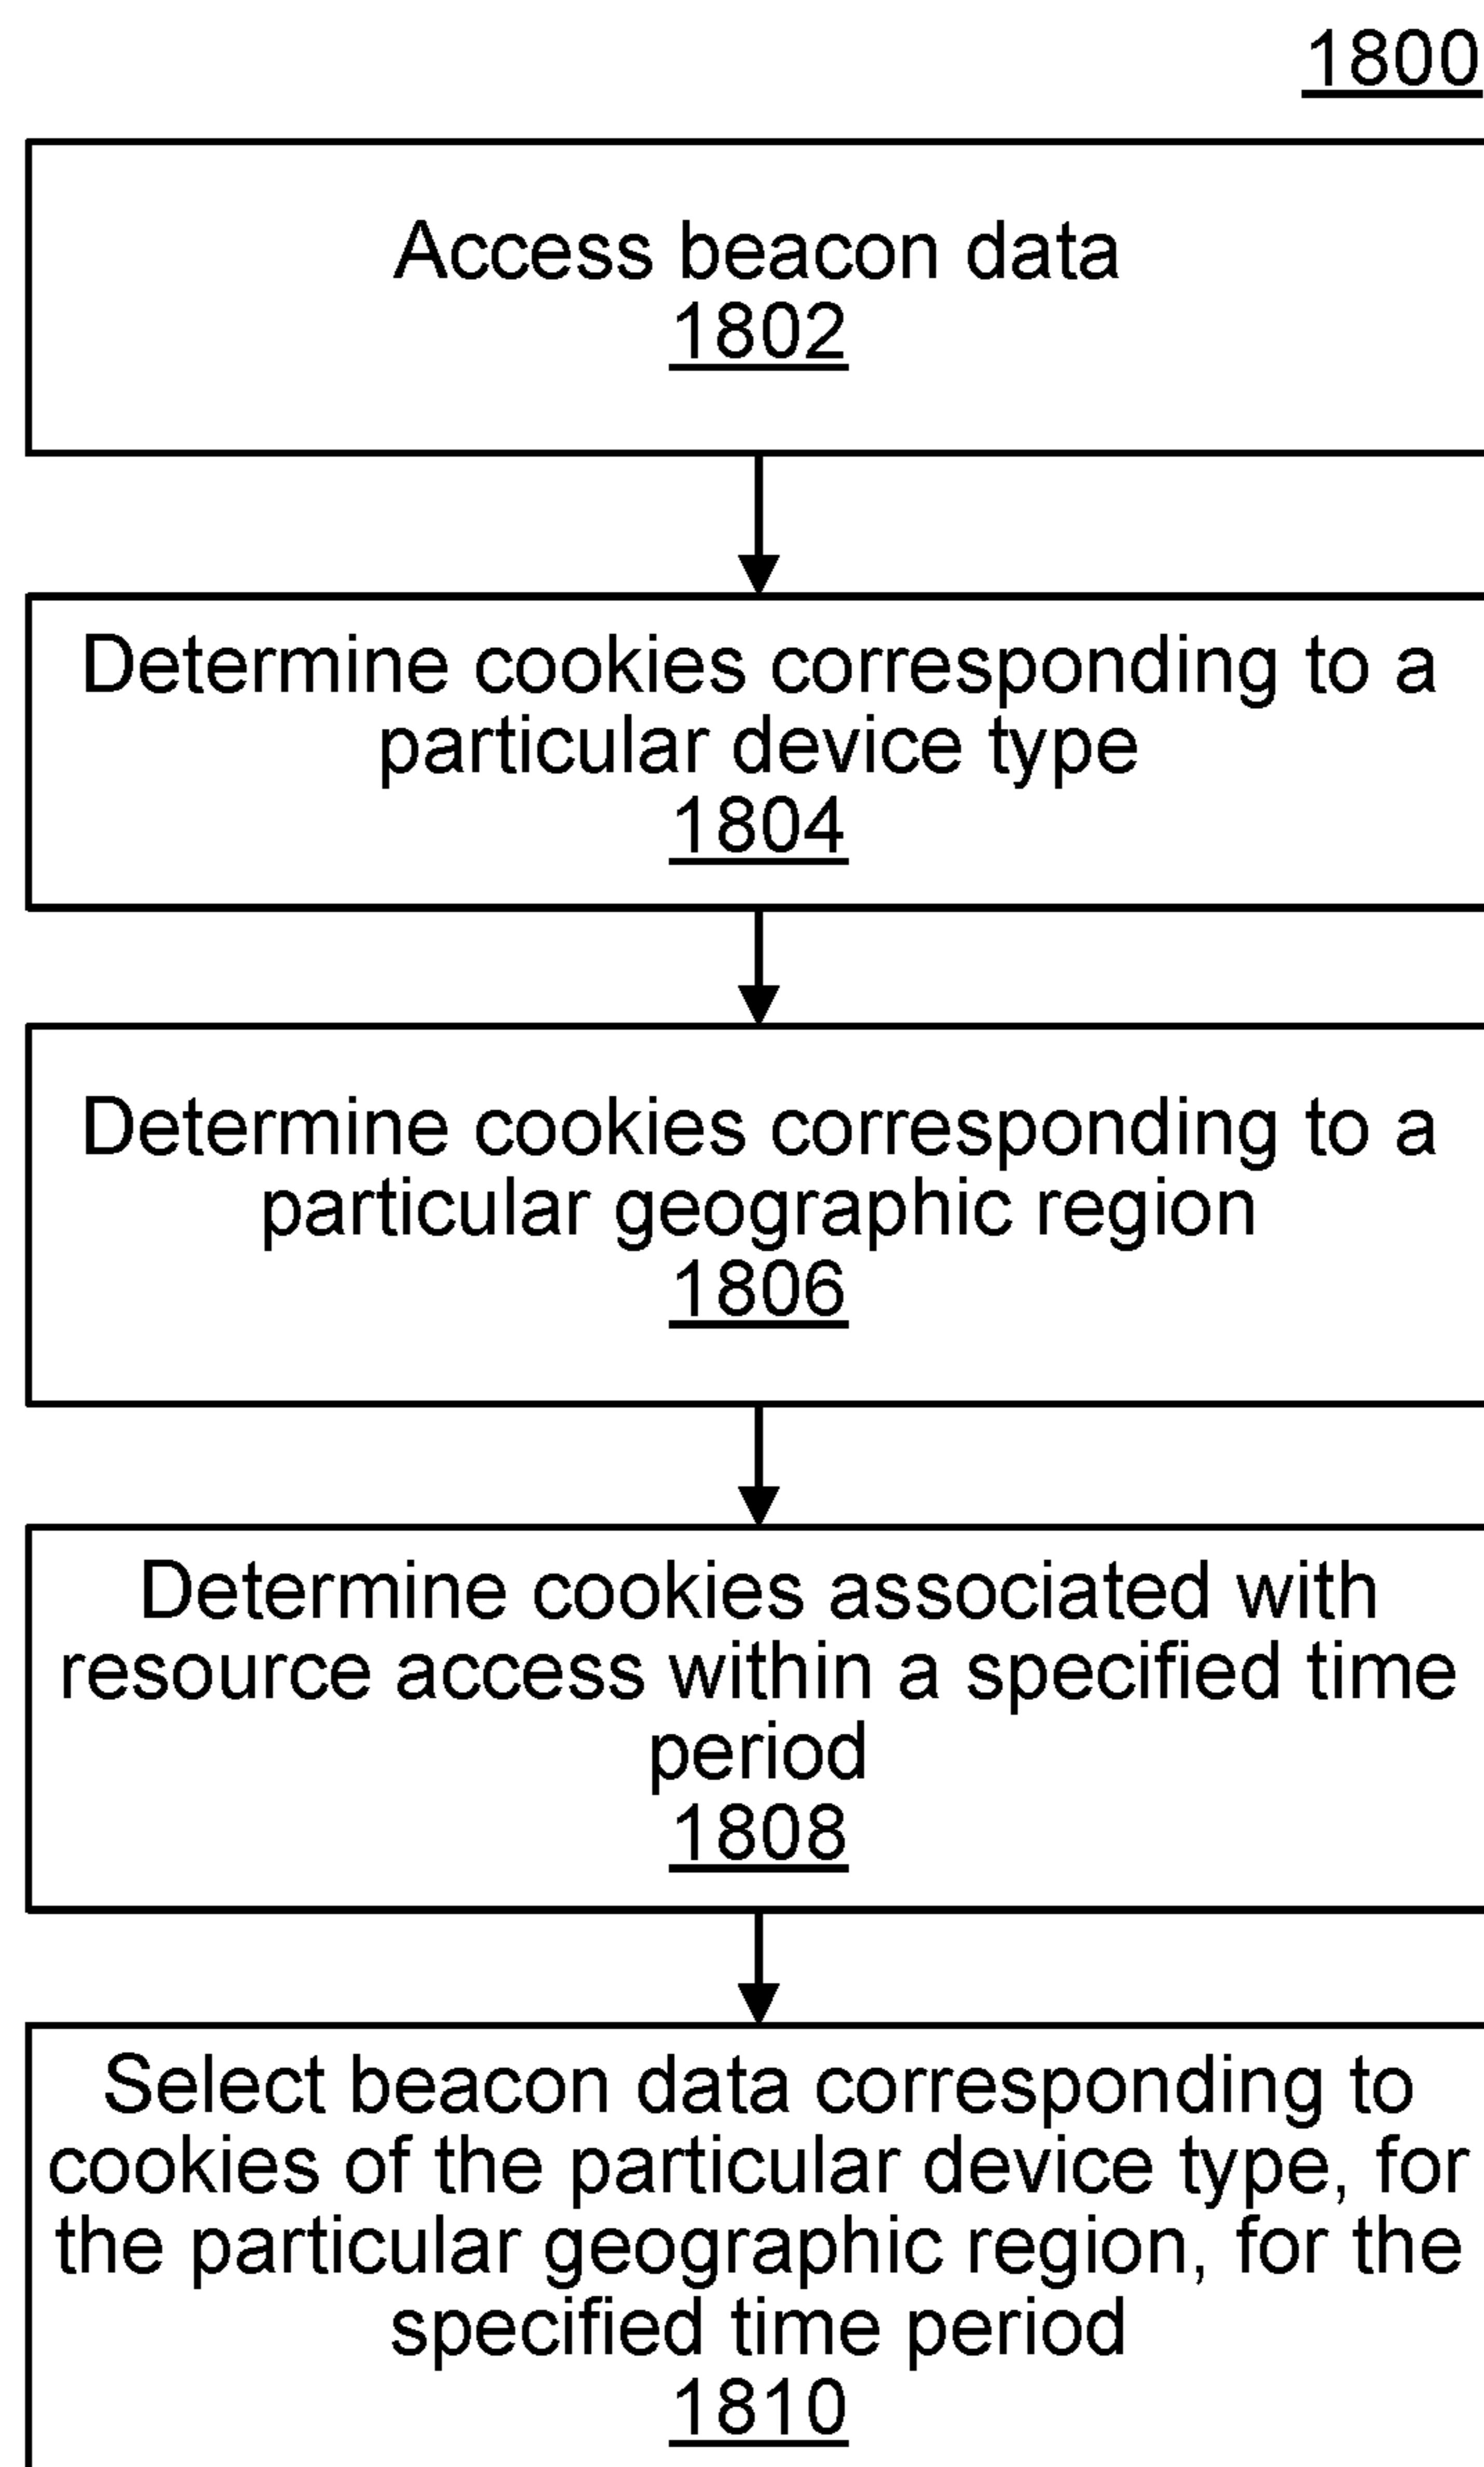 1800
Access beacon data
1802
Determine cookies corresponding to a
particular device type
1804
Determine cookies corresponding to a
particular geographic region
1806
Determine cookies associated with
resource access within a specified time
period
1808
Select beacon data corresponding to
cookies of the particular device type, for
the particular geographic region, for the
specified time period
1810